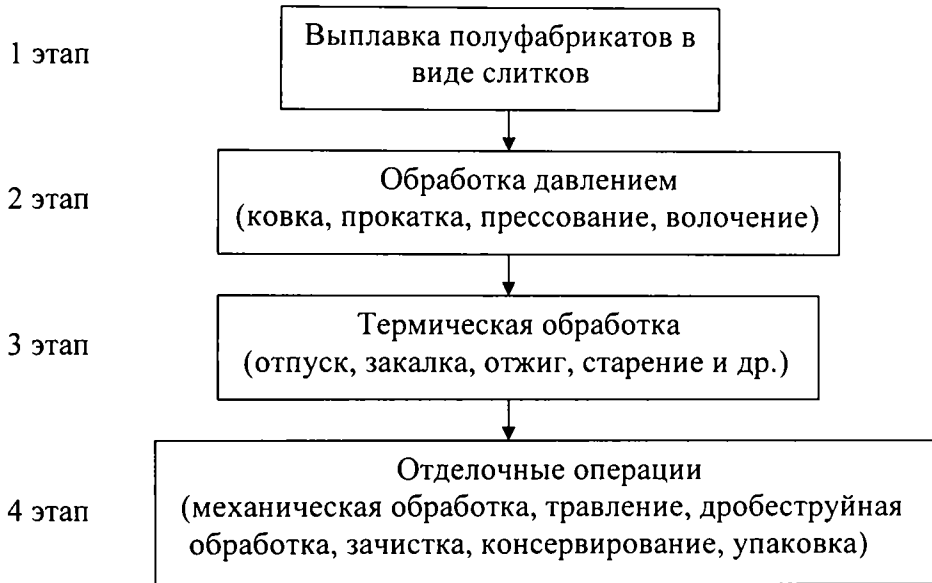 1 этап
Выплавка полуфабрикатов в
виде слитков
2 этап
Обработка давлением
(ковка, прокатка, прессование, волочение)
3 этап
Термическая обработка
(отпуск, закалка, отжиг, старение и др.)
4 этап
Отделочные операции
(механическая обработка, травление, дробеструйная
обработка, зачистка, консервирование, упаковка)